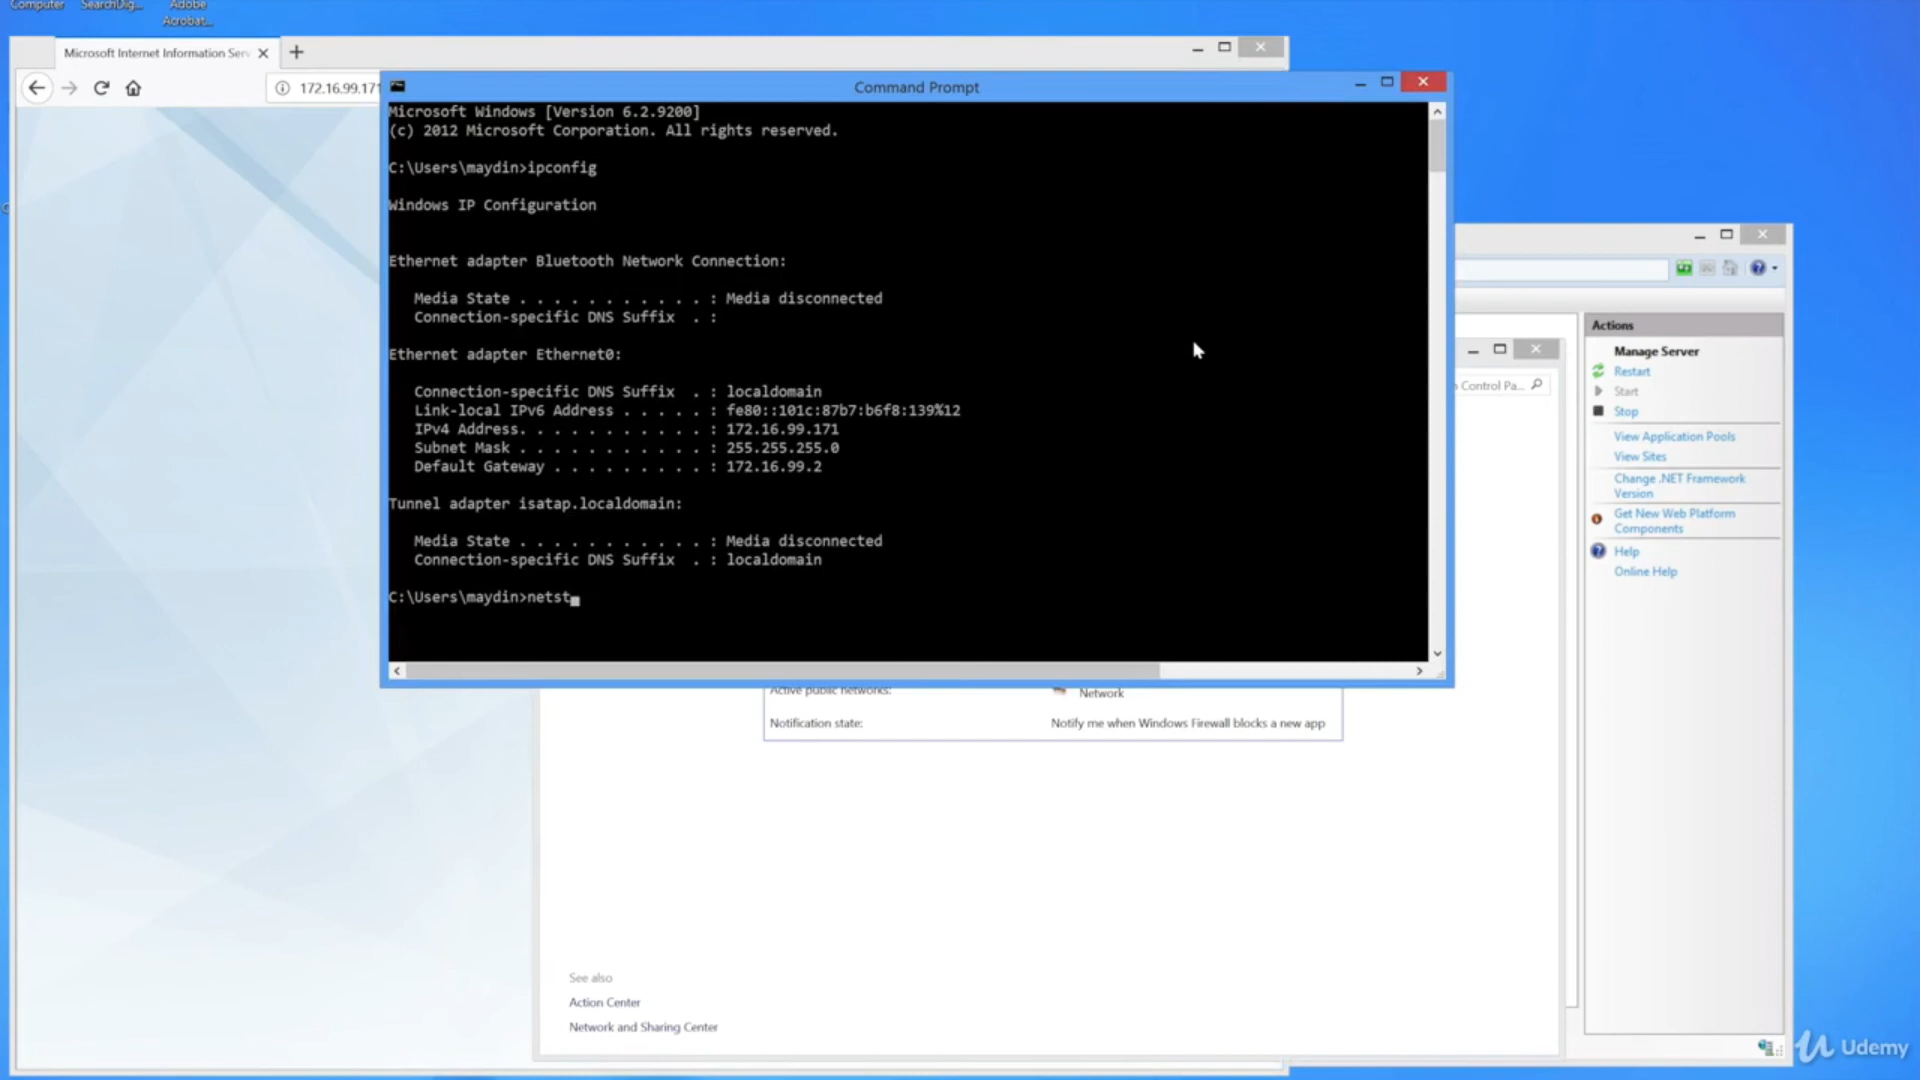 Computer
SearchDig...
Adobe
Acrobat...
Microsoft Internet Information Serv
172.16.99.171
Command Prompt
Microsoft Windows [Version 6.2.9200]
(c) 2012 Microsoft Corporation. All rights reserved.
C:\Users\maydin>ipconfig
Windows IP Configuration
Ethernet adapter Bluetooth Network Connection:
Media State . . . . . . . . . . . : Media disconnected
Connection-specific DNS Suffix  . :
Ethernet adapter Ethernet0:
Connection-specific DNS Suffix  . : localdomain
Link-local IPv6 Address . . . . . : fe80::101c:87b7:b6f8:139%12
IPv4 Address. . . . . . . . . . . : 172.16.99.171
Subnet Mask . . . . . . . . . . . : 255.255.255.0
Default Gateway . . . . . . . . . : 172.16.99.2
Tunnel adapter isatap.localdomain:
Media State . . . . . . . . . . . : Media disconnected
Connection-specific DNS Suffix  . : localdomain
C:\Users\maydin>netst
Control Pa...
Actions
Manage Server
Restart
Start
Stop
View Application Pools
View Sites
Change .NET Framework
Version
Get New Web Platform
Components
Help
Online Help
Active public networks:
Network
Notification state:
Notify me when Windows Firewall blocks a new app
See also
Action Center
Network and Sharing Center
Udemy